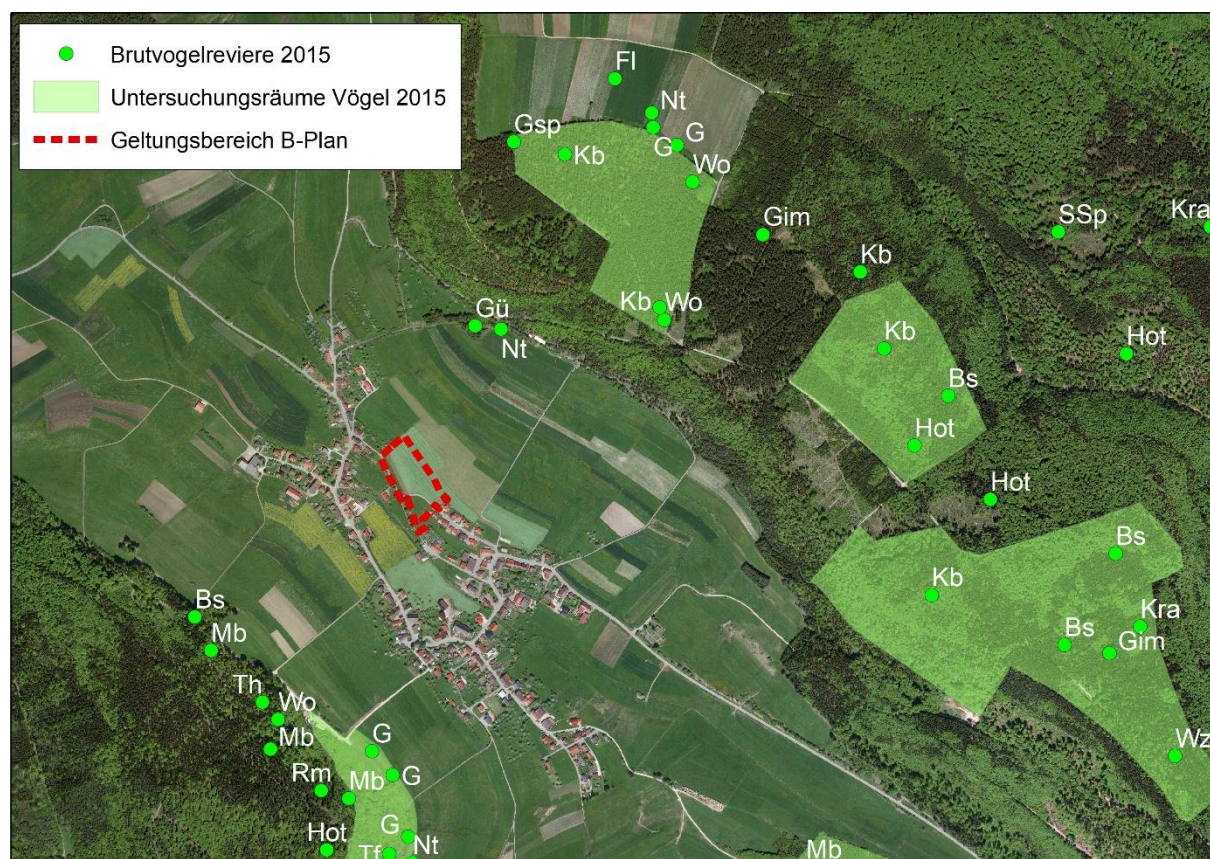 Brutvogelreviere 2015
Untersuchungsräume Vögel 2015
Geltungsbereich B-Plan
Fl
Nt
Gsp
G
G
Kb
Wo
Gim
SSp
Kra
Kb
Kb
Wo
Gü
Nt
Kb
Hot
Bs
Hot
Hot
Bs
Kb
Bs
Kra
Bs
Gim
Mb
Th
Wo
Mb
G
Wz
G
Rm
Mb
Hot
G
Nt
Tf
Mb